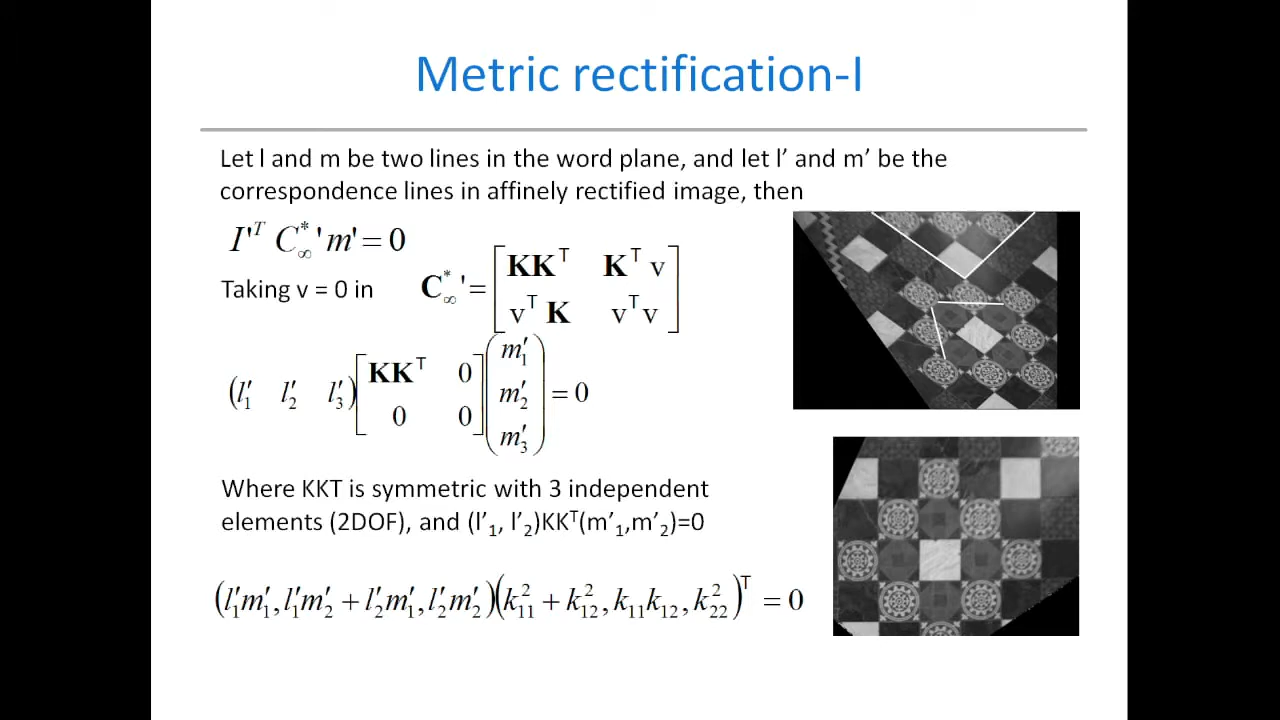 Metric rectification-I
Let l and m be two lines in the word plane, and let l’ and m’ be the
correspondence lines in affinely rectified image, then
I'ᵀ C*∞ ' m' = 0
Taking v = 0 in C*∞ ' = [ KKᵀ Kᵀv ; vᵀK vᵀv ]
(l′₁ l′₂ l′₃) [ KKᵀ 0 ; 0 0 ] ( m′₁ ; m′₂ ; m′₃ ) = 0
Where KKT is symmetric with 3 independent
elements (2DOF), and (l’₁, l’₂)KKᵀ(m’₁,m’₂)=0
(l′₁m′₁, l′₁m′₂ + l′₂m′₁, l′₂m′₂)(k²₁₁ + k²₁₂, k₁₁k₁₂, k²₂₂)ᵀ = 0